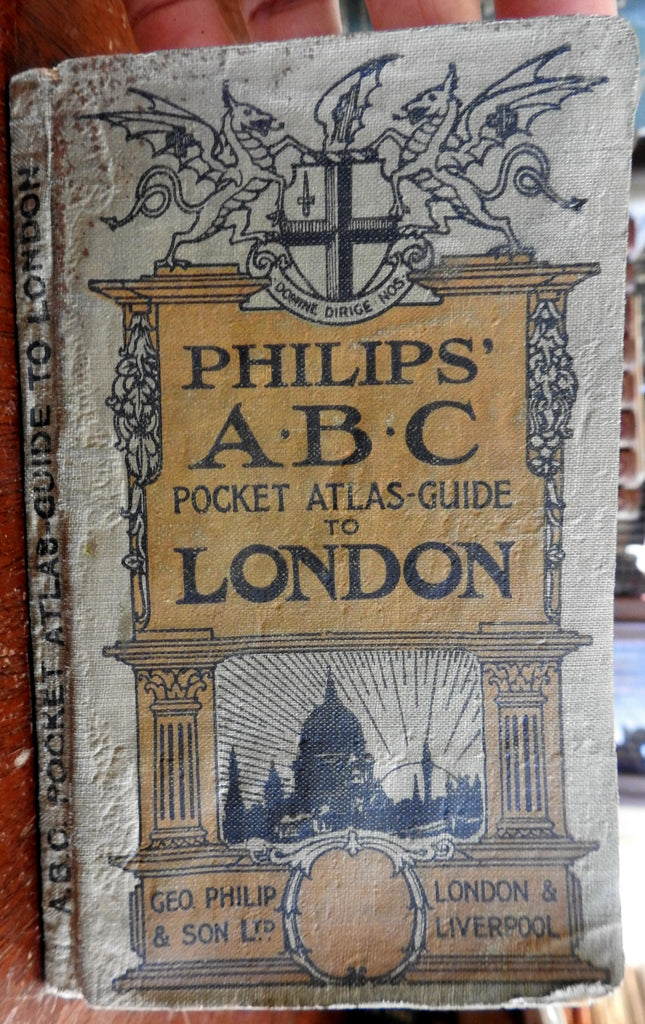 DOMINE DIRIGE NOS
PHILIPS'
A·B·C
POCKET ATLAS-GUIDE
TO
LONDON
GEO. PHILIP
& SON LTD
LONDON &
LIVERPOOL
A.B.C. POCKET ATLAS-GUIDE TO LONDON